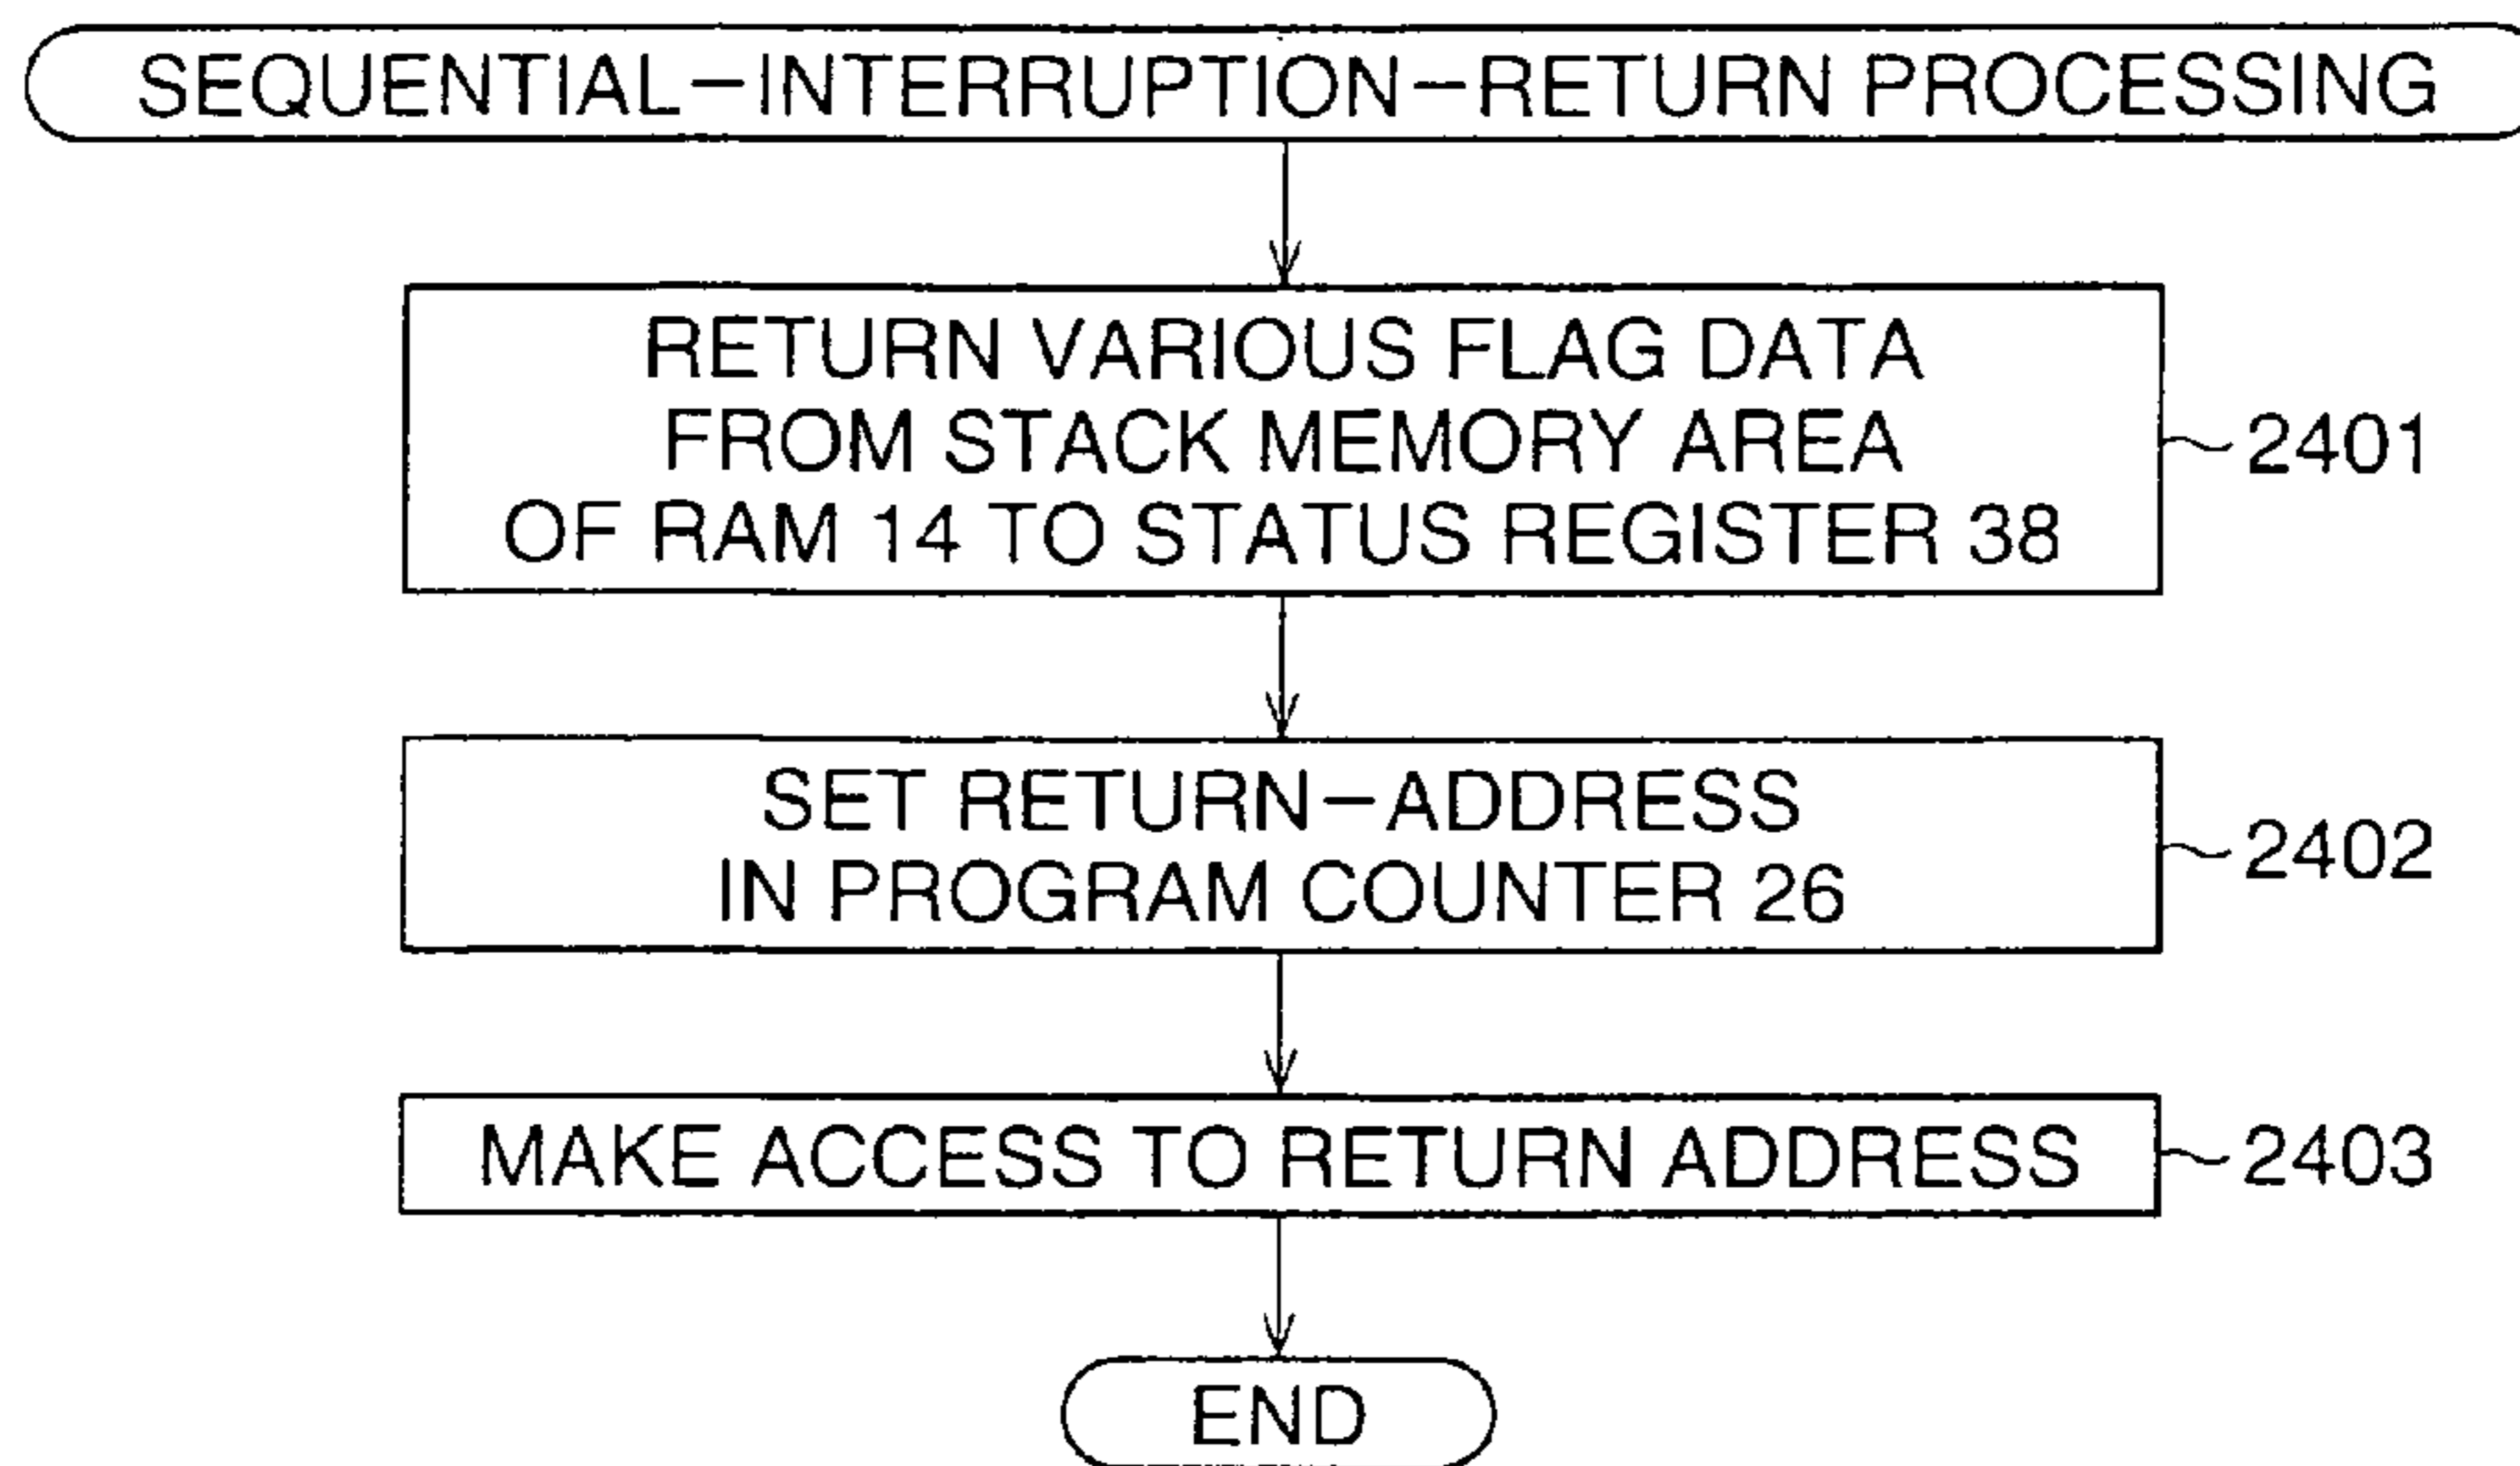 SEQUENTIAL-INTERRUPTION-RETURN PROCESSING
RETURN VARIOUS FLAG DATA
FROM STACK MEMORY AREA
OF RAM 14 TO STATUS REGISTER 38
2401
SET RETURN-ADDRESS
IN PROGRAM COUNTER 26
2402
MAKE ACCESS TO RETURN ADDRESS
2403
END